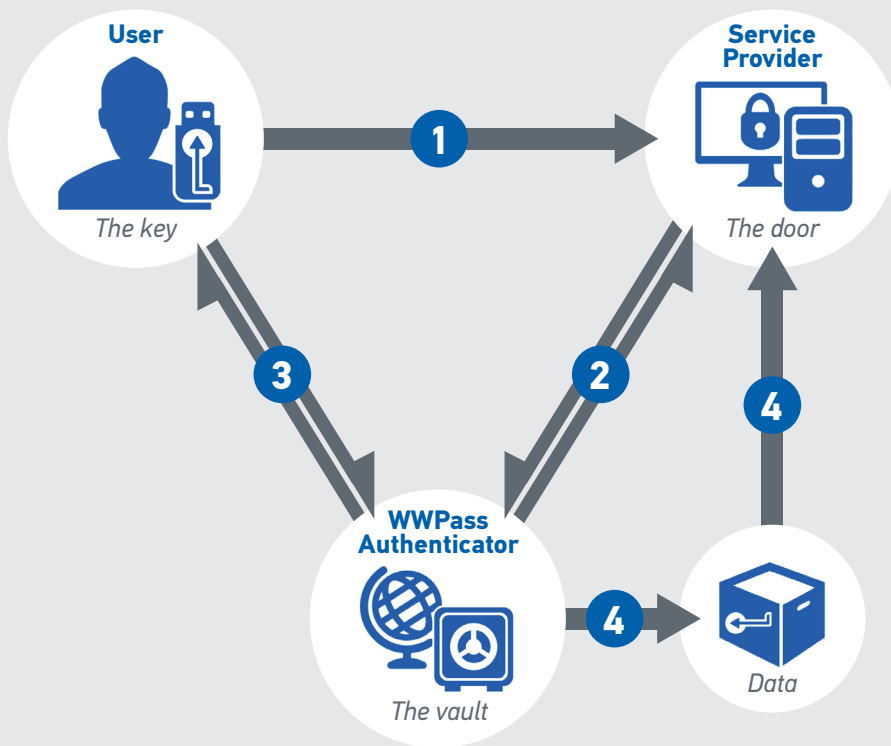 User
The key
1
Service
Provider
The door
3
2
4
WWPass
Authenticator
The vault
4
Data